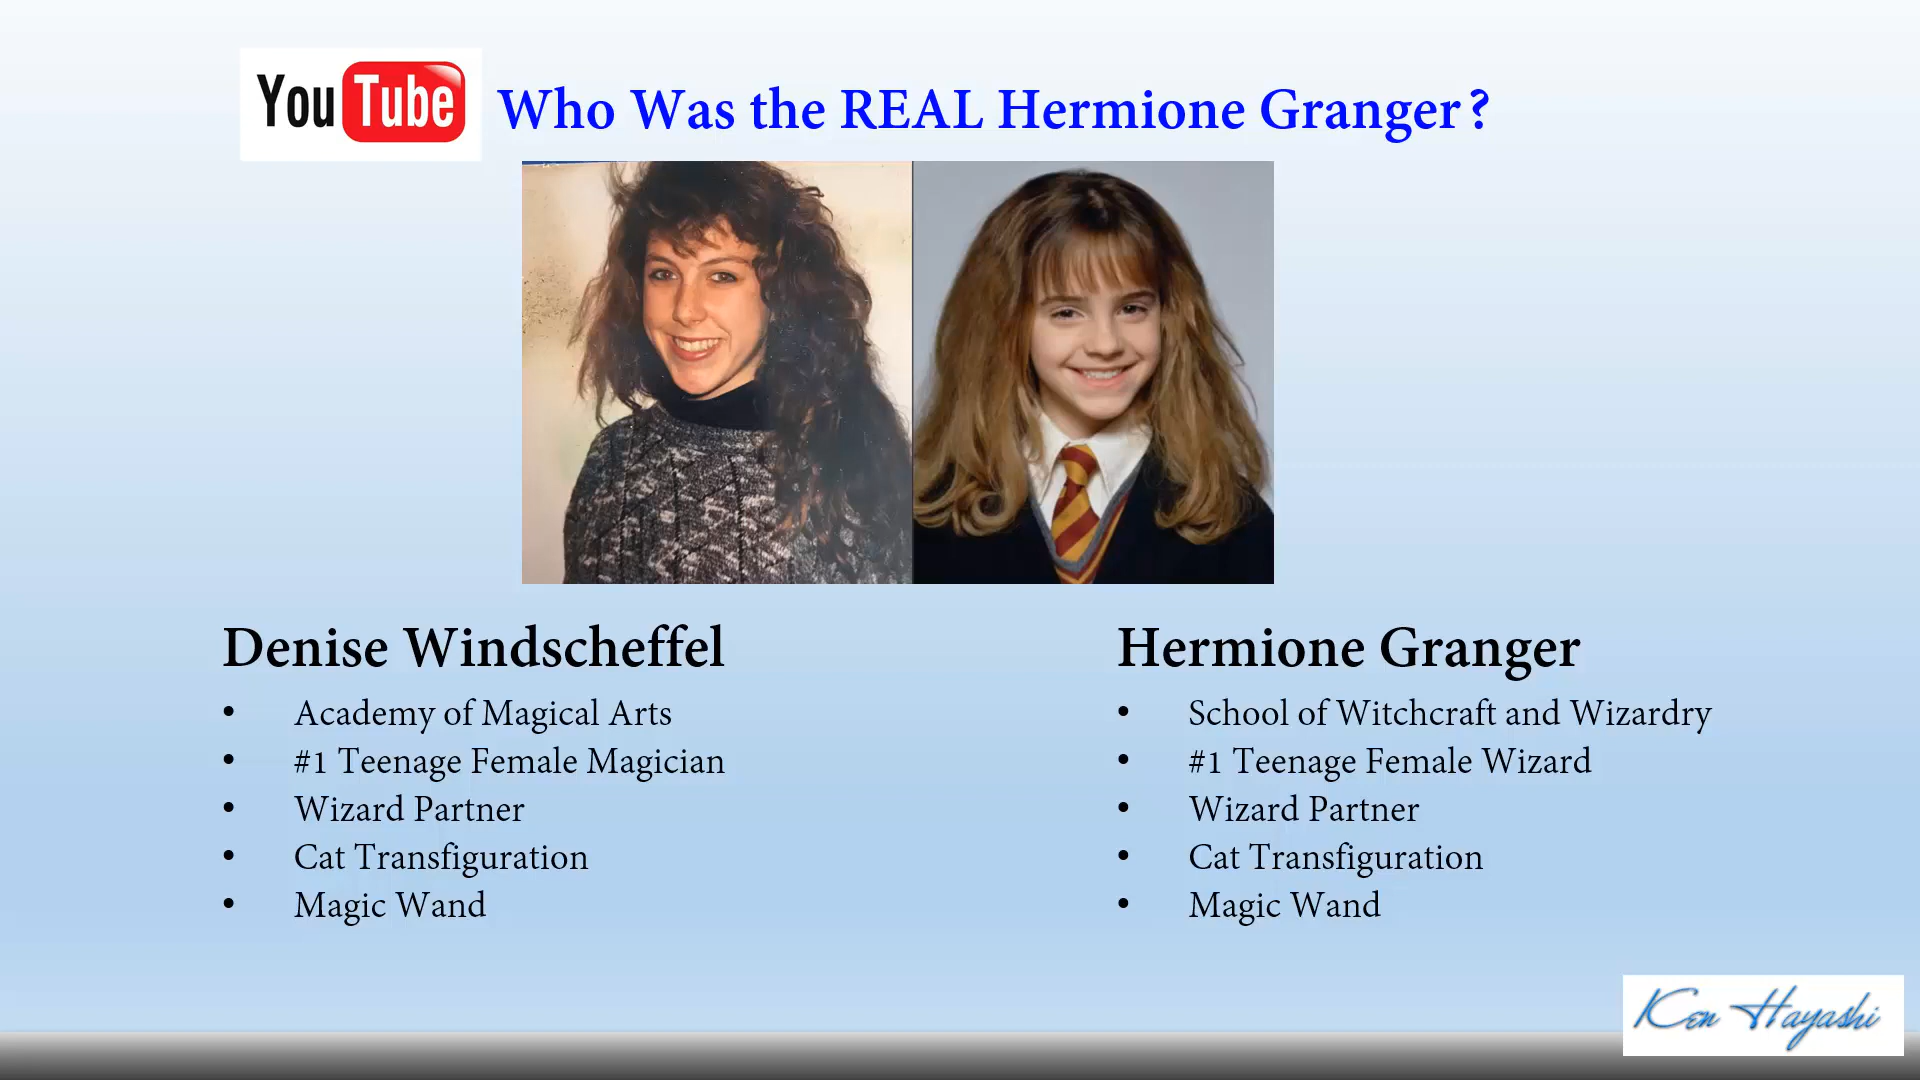 YouTube
Who Was the REAL Hermione Granger?
Denise Windscheffel
• Academy of Magical Arts
• #1 Teenage Female Magician
• Wizard Partner
• Cat Transfiguration
• Magic Wand
Hermione Granger
• School of Witchcraft and Wizardry
• #1 Teenage Female Wizard
• Wizard Partner
• Cat Transfiguration
• Magic Wand
Ken Hayashi